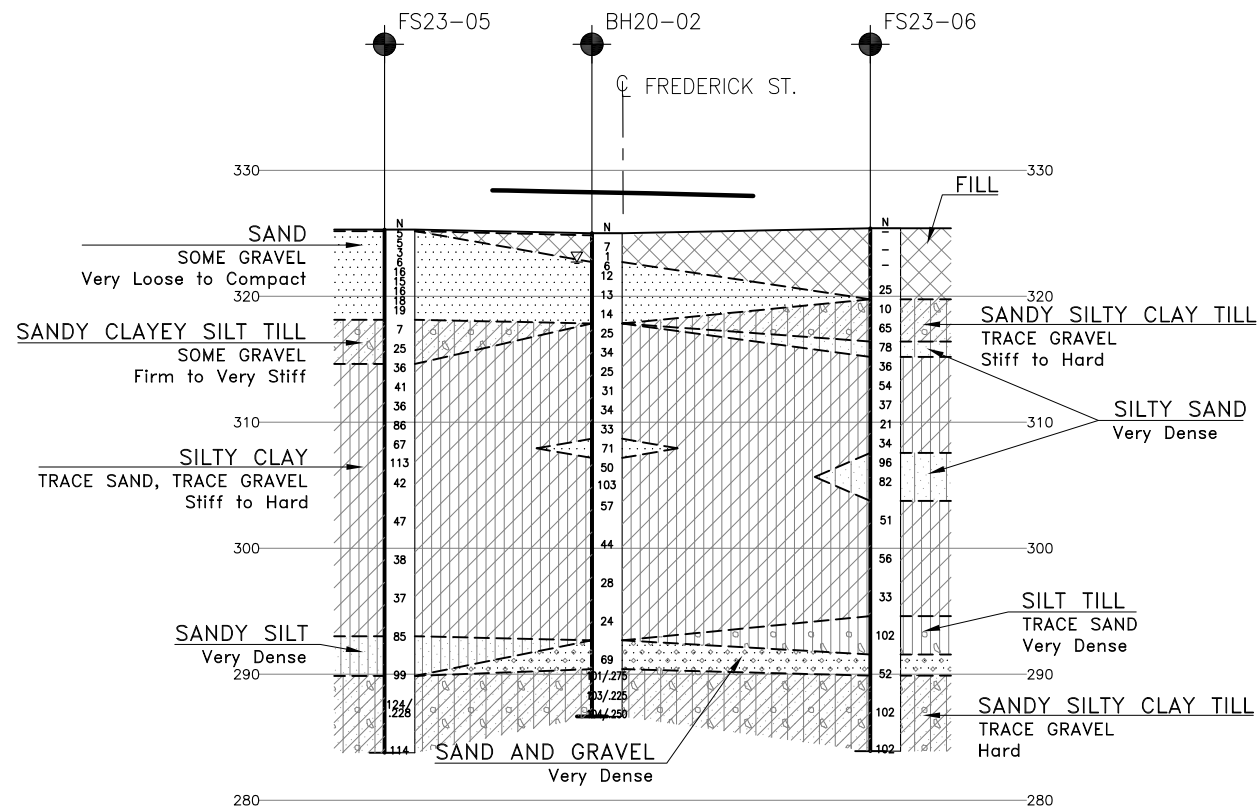 FS23-05
BH20-02
FS23-06
℄ FREDERICK ST.
330
330
FILL
SAND
SOME GRAVEL
Very Loose to Compact
320
320
SANDY CLAYEY SILT TILL
SOME GRAVEL
Firm to Very Stiff
SANDY SILTY CLAY TILL
TRACE GRAVEL
Stiff to Hard
310
310
SILTY SAND
Very Dense
SILTY CLAY
TRACE SAND, TRACE GRAVEL
Stiff to Hard
300
300
SILT TILL
TRACE SAND
Very Dense
SANDY SILT
Very Dense
290
290
SANDY SILTY CLAY TILL
TRACE GRAVEL
Hard
SAND AND GRAVEL
Very Dense
280
280
N
5
5
3
6
16
15
16
18
19
7
25
36
41
36
86
67
113
42
47
38
37
85
99
124/
.228
114
N
7
1
6
12
13
14
25
34
25
31
34
33
71
50
103
57
44
28
24
69
101/.275
103/.225
104/.250
N
–
–
–
25
10
65
78
36
54
37
21
34
96
82
51
56
33
102
52
102
102